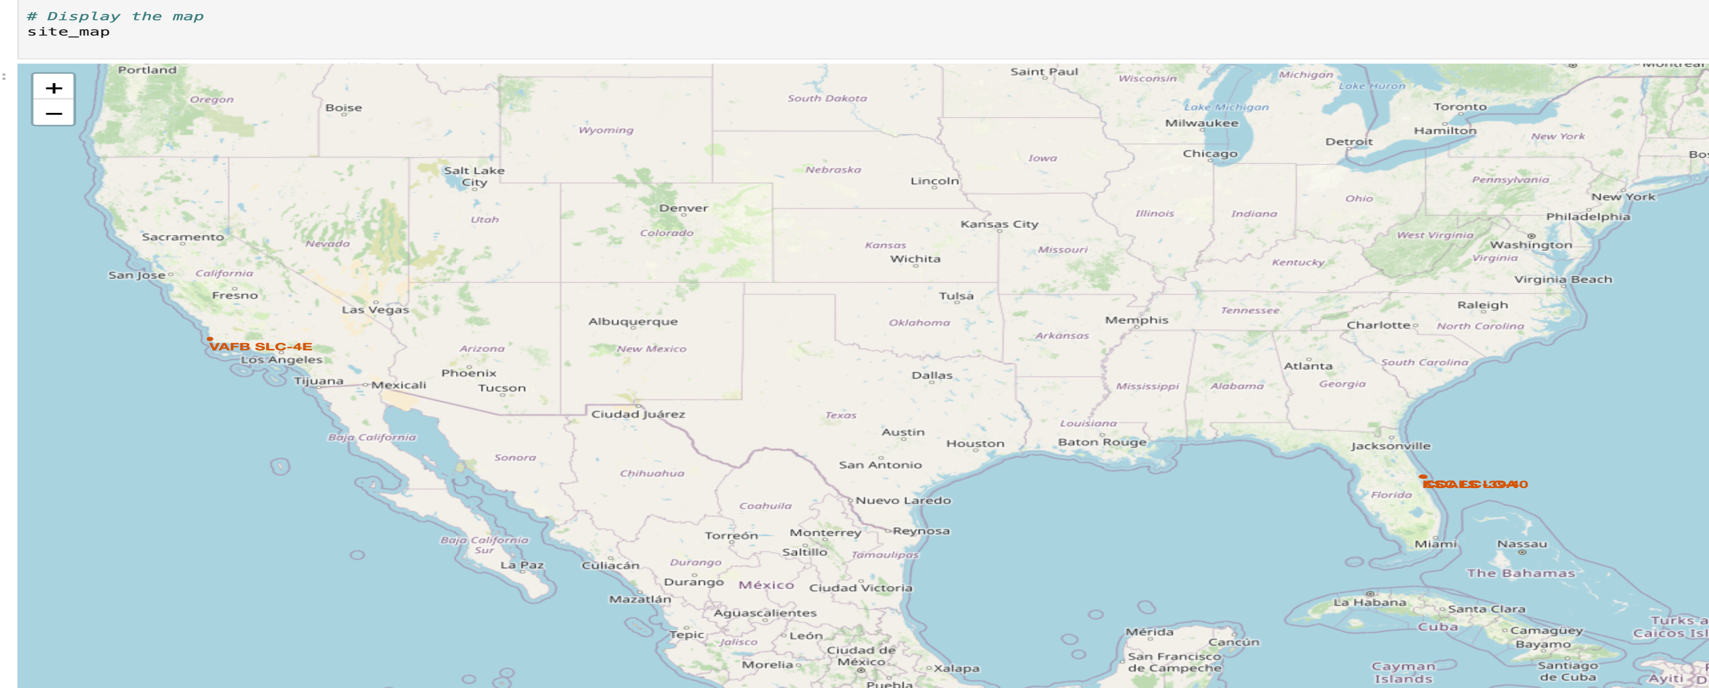 # Display the map
site_map
+
−
Portland
Oregon
Boise
Wyoming
South Dakota
Saint Paul
Wisconsin
Michigan
Lake Huron
Lake Michigan
Toronto
Montréal
Milwaukee
Hamilton
New York
Detroit
Chicago
Iowa
Salt Lake
City
Nebraska
Lincoln
Pennsylvania
New York
Ohio
Philadelphia
Denver
Utah
Colorado
Illinois
Indiana
Kansas City
Sacramento
Nevada
Kansas
Missouri
West Virginia
Washington
Wichita
Kentucky
Virginia
San Jose
California
Virginia Beach
Fresno
Las Vegas
Tulsa
Raleigh
Albuquerque
Oklahoma
Memphis
Tennessee
Charlotte
North Carolina
Arkansas
VAFB SLC-4E
Los Angeles
Arizona
New Mexico
South Carolina
Atlanta
Phoenix
Dallas
Tijuana
Mexicali
Tucson
Mississippi
Alabama
Georgia
Ciudad Juárez
Texas
Louisiana
Austin
Houston
Baton Rouge
Jacksonville
Baja California
Sonora
Chihuahua
San Antonio
Florida
Coahuila
Nuevo Laredo
Torreón
Monterrey
Reynosa
Baja California
Sur
Saltillo
Tamaulipas
Miami
Nassau
La Paz
Culiacán
Durango
The Bahamas
Durango
México
Ciudad Victoria
Mazatlán
Aguascalientes
La Habana
Santa Clara
Cuba
Tepic
Jalisco
León
Mérida
Cancún
Camagüey
Bayamo
Turks a
Caicos Isl
Ciudad de
México
Morelia
Xalapa
San Francisco
de Campeche
Cayman
Islands
Santiago
de Cuba
Ayiti
Puebla